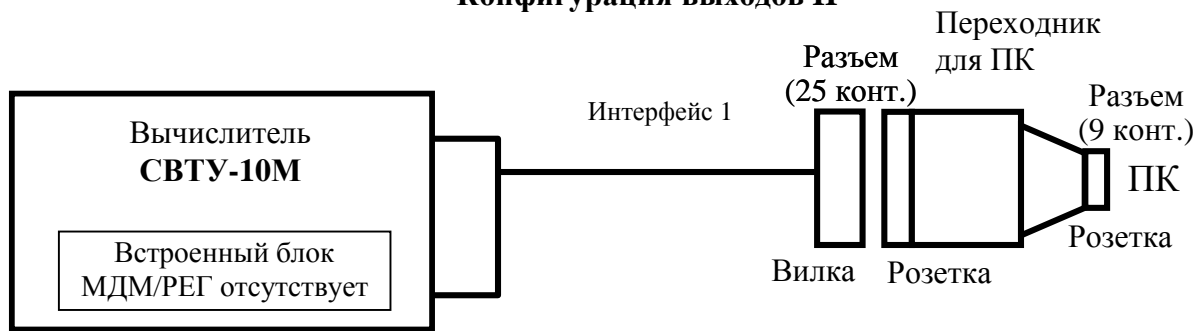 Переходник
для ПК
Разъем
(25 конт.)
Интерфейс 1
Разъем
(9 конт.)
Вычислитель
СВТУ-10М
ПК
Встроенный блок
МДМ/РЕГ отсутствует
Вилка
Розетка
Розетка